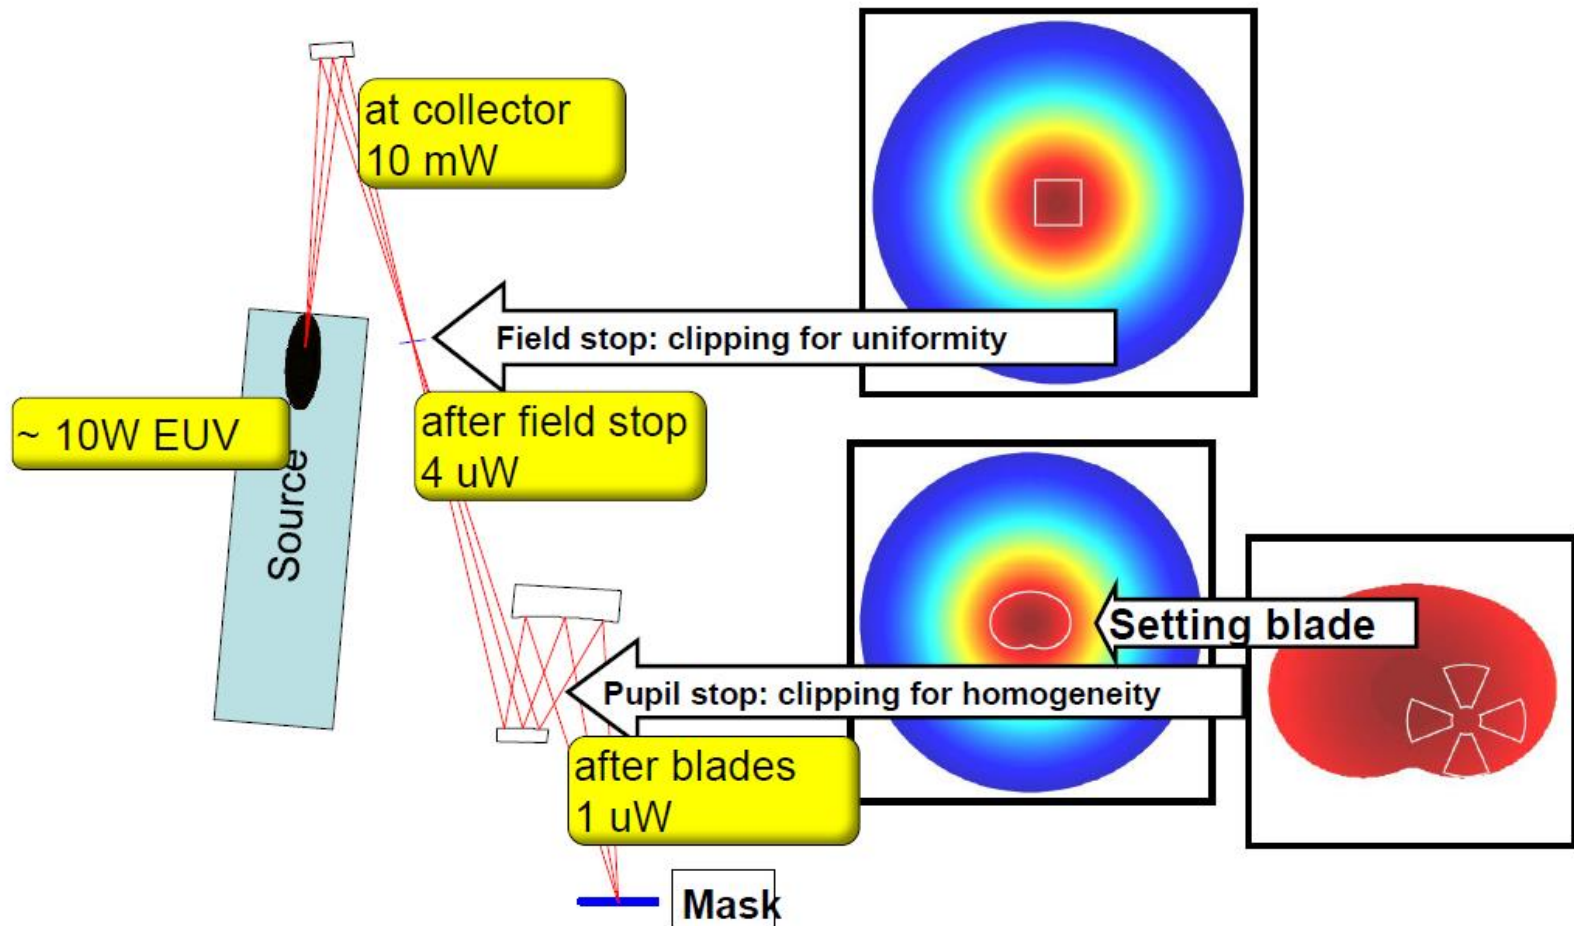 at collector
10 mW
Field stop: clipping for uniformity
~ 10W EUV
Source
after field stop
4 uW
Setting blade
Pupil stop: clipping for homogeneity
after blades
1 uW
Mask